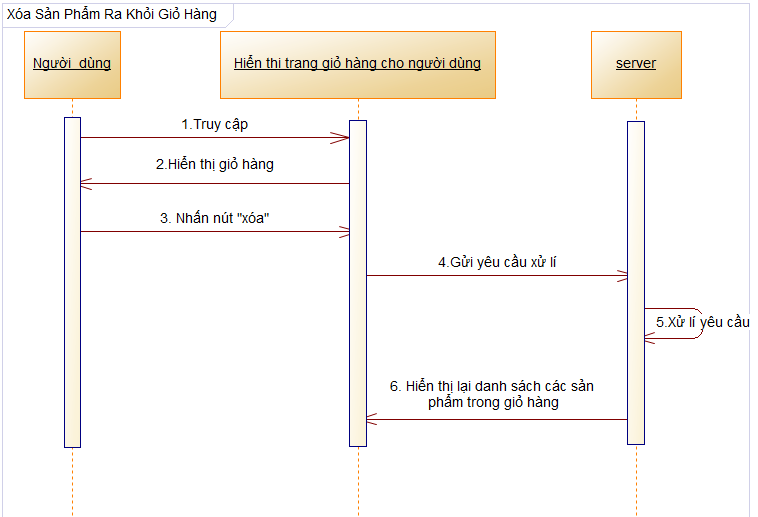 Xóa Sản Phẩm Ra Khỏi Giỏ Hàng
Người dùng
Hiển thi trang giỏ hàng cho người dùng
server
1.Truy cập
2.Hiển thị giỏ hàng
3. Nhấn nút "xóa"
4.Gửi yêu cầu xử lí
5.Xử lí yêu cầu
6. Hiển thị lại danh sách các sản
phẩm trong giỏ hàng